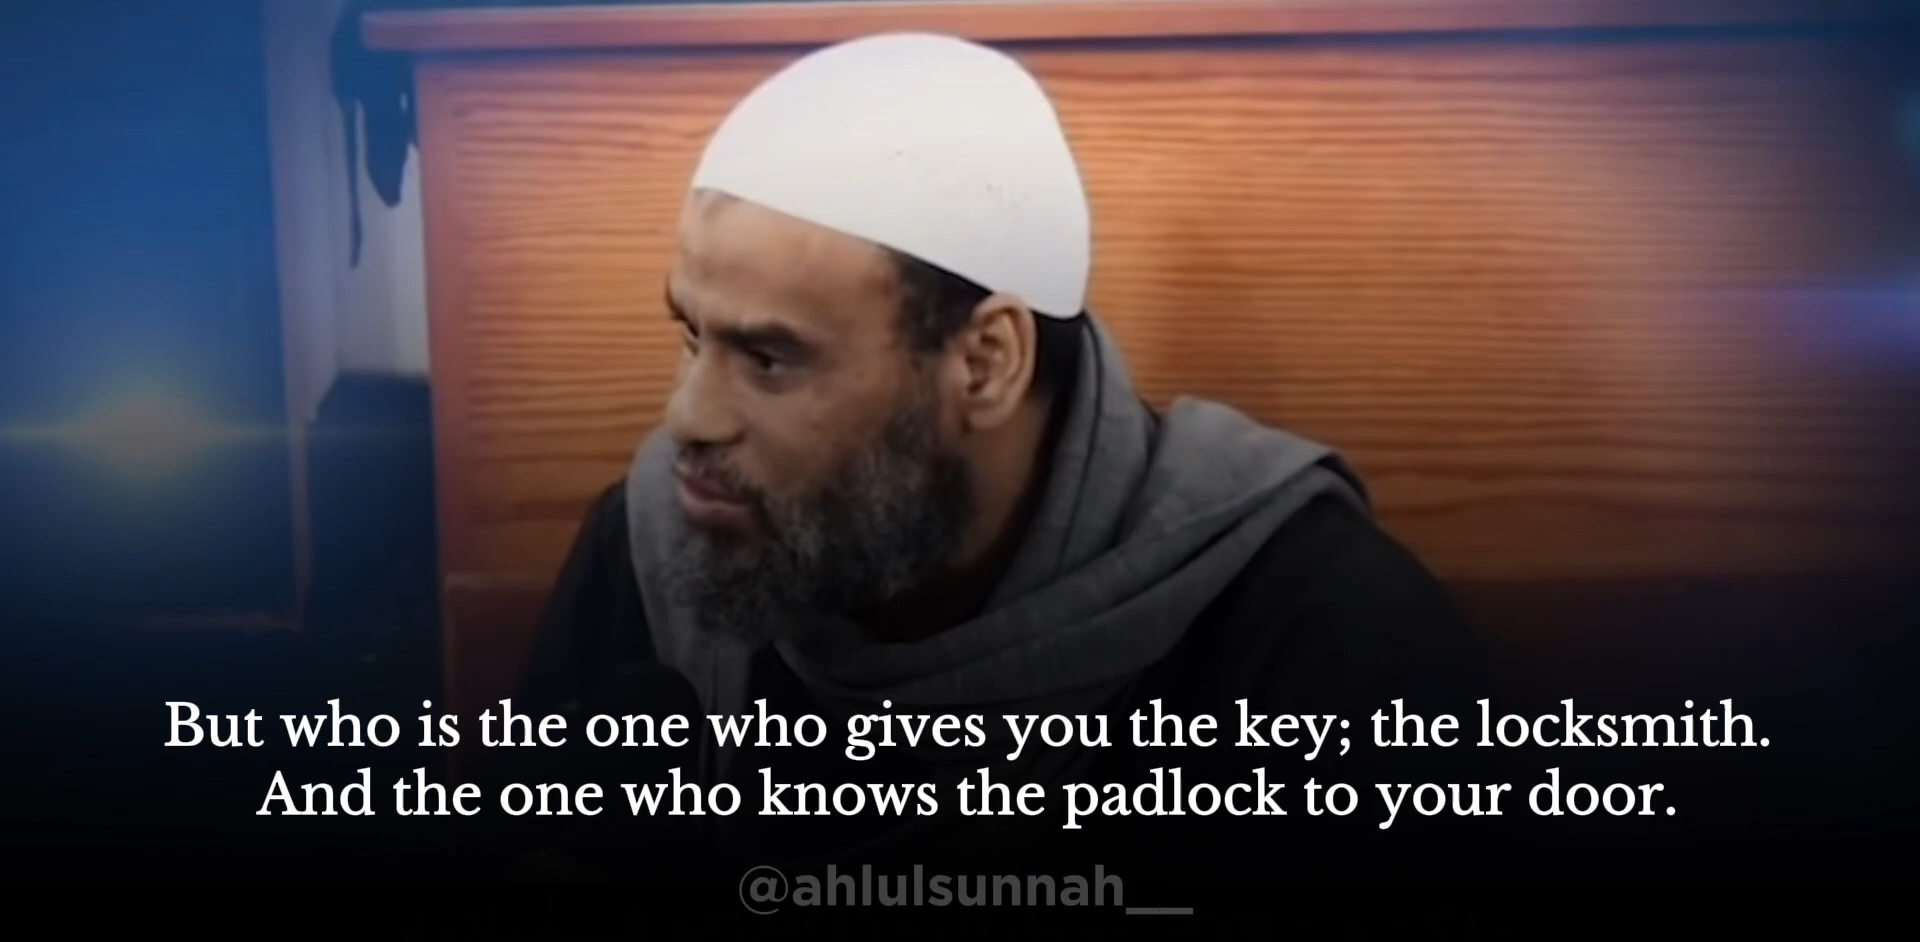 But who is the one who gives you the key; the locksmith.
And the one who knows the padlock to your door.
@ahlulsunnah__